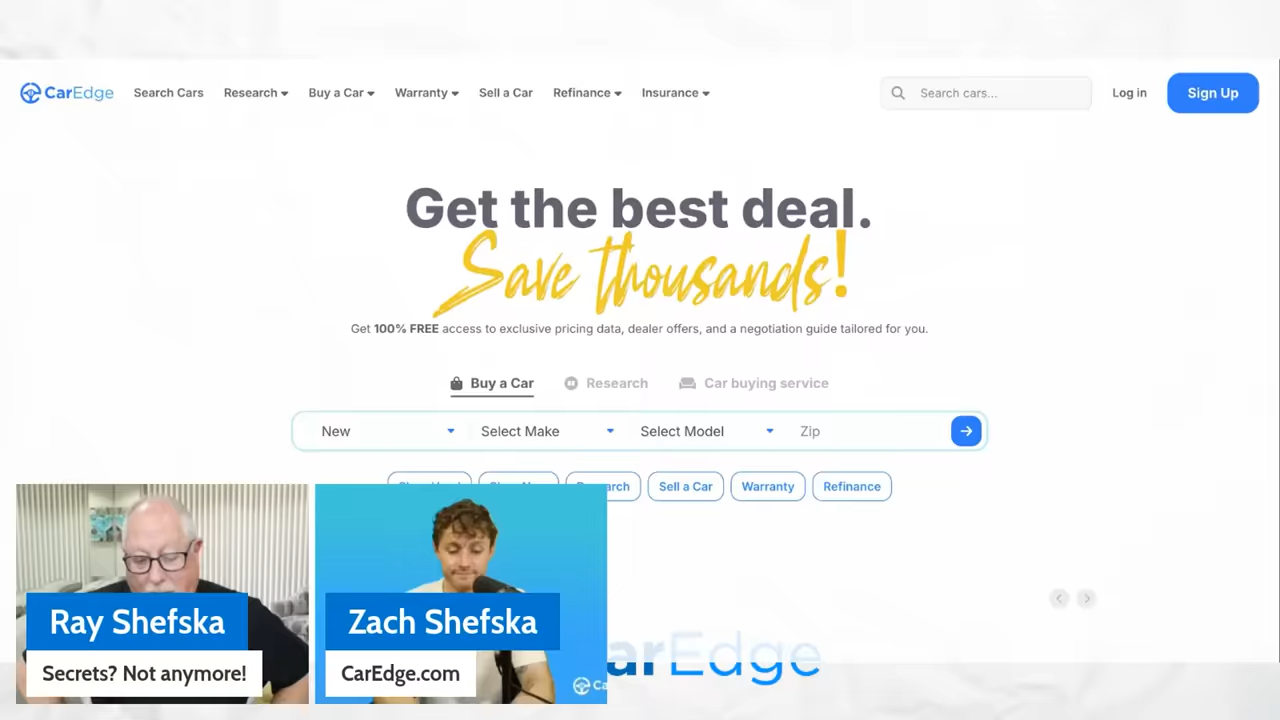 CarEdge
Search Cars
Research
Buy a Car
Warranty
Sell a Car
Refinance
Insurance
Search cars...
Log in
Sign Up
Get the best deal.
Save thousands!
Get 100% FREE access to exclusive pricing data, dealer offers, and a negotiation guide tailored for you.
Buy a Car
Research
Car buying service
New
Select Make
Select Model
Zip
Sell a Car
Warranty
Refinance
Ray Shefska
Secrets? Not anymore!
Zach Shefska
CarEdge.com
arEdge